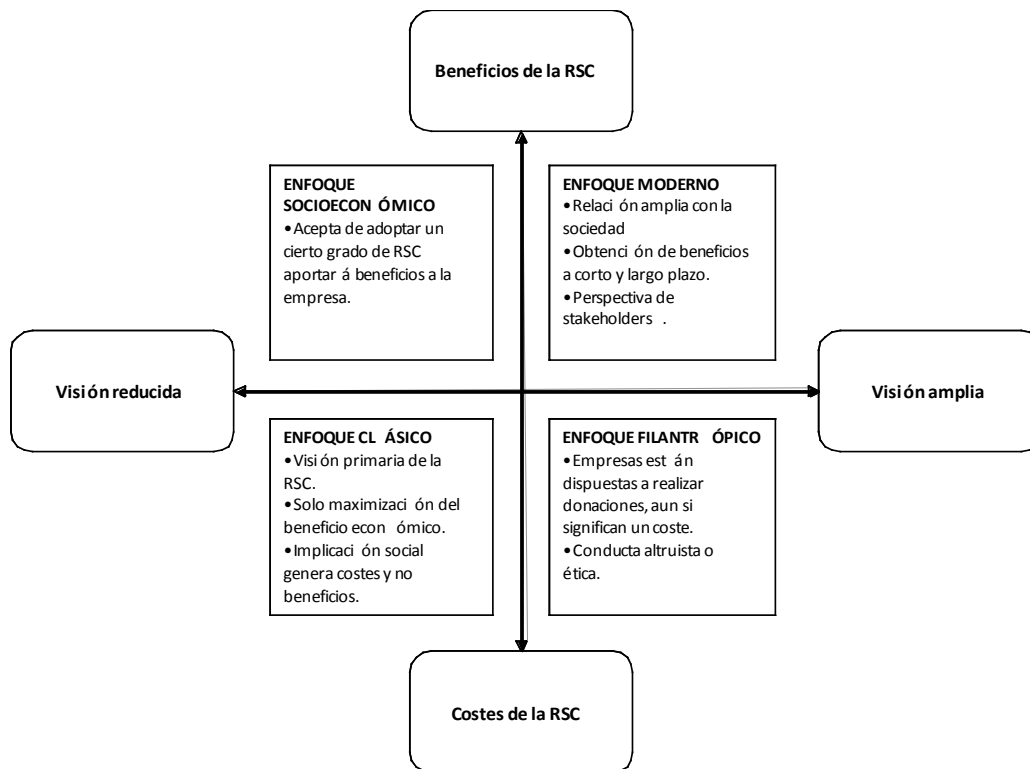 Beneficios de la RSC
ENFOQUE
SOCIOECON ÓMICO
•Acepta de adoptar un
cierto grado de RSC
aportar á beneficios a la
empresa.
ENFOQUE MODERNO
•Relaci ón amplia con la
sociedad
•Obtenci ón de beneficios
a corto y largo plazo.
•Perspectiva de
stakeholders .
Visión reducida
Visión amplia
ENFOQUE CL ÁSICO
•Visi ón primaria de la
RSC.
•Solo maximizaci ón del
beneficio econ ómico.
•Implicaci ón social
genera costes y no
beneficios.
ENFOQUE FILANTR ÓPICO
•Empresas est án
dispuestas a realizar
donaciones, aun si
significan un coste.
•Conducta altruista o
ética.
Costes de la RSC